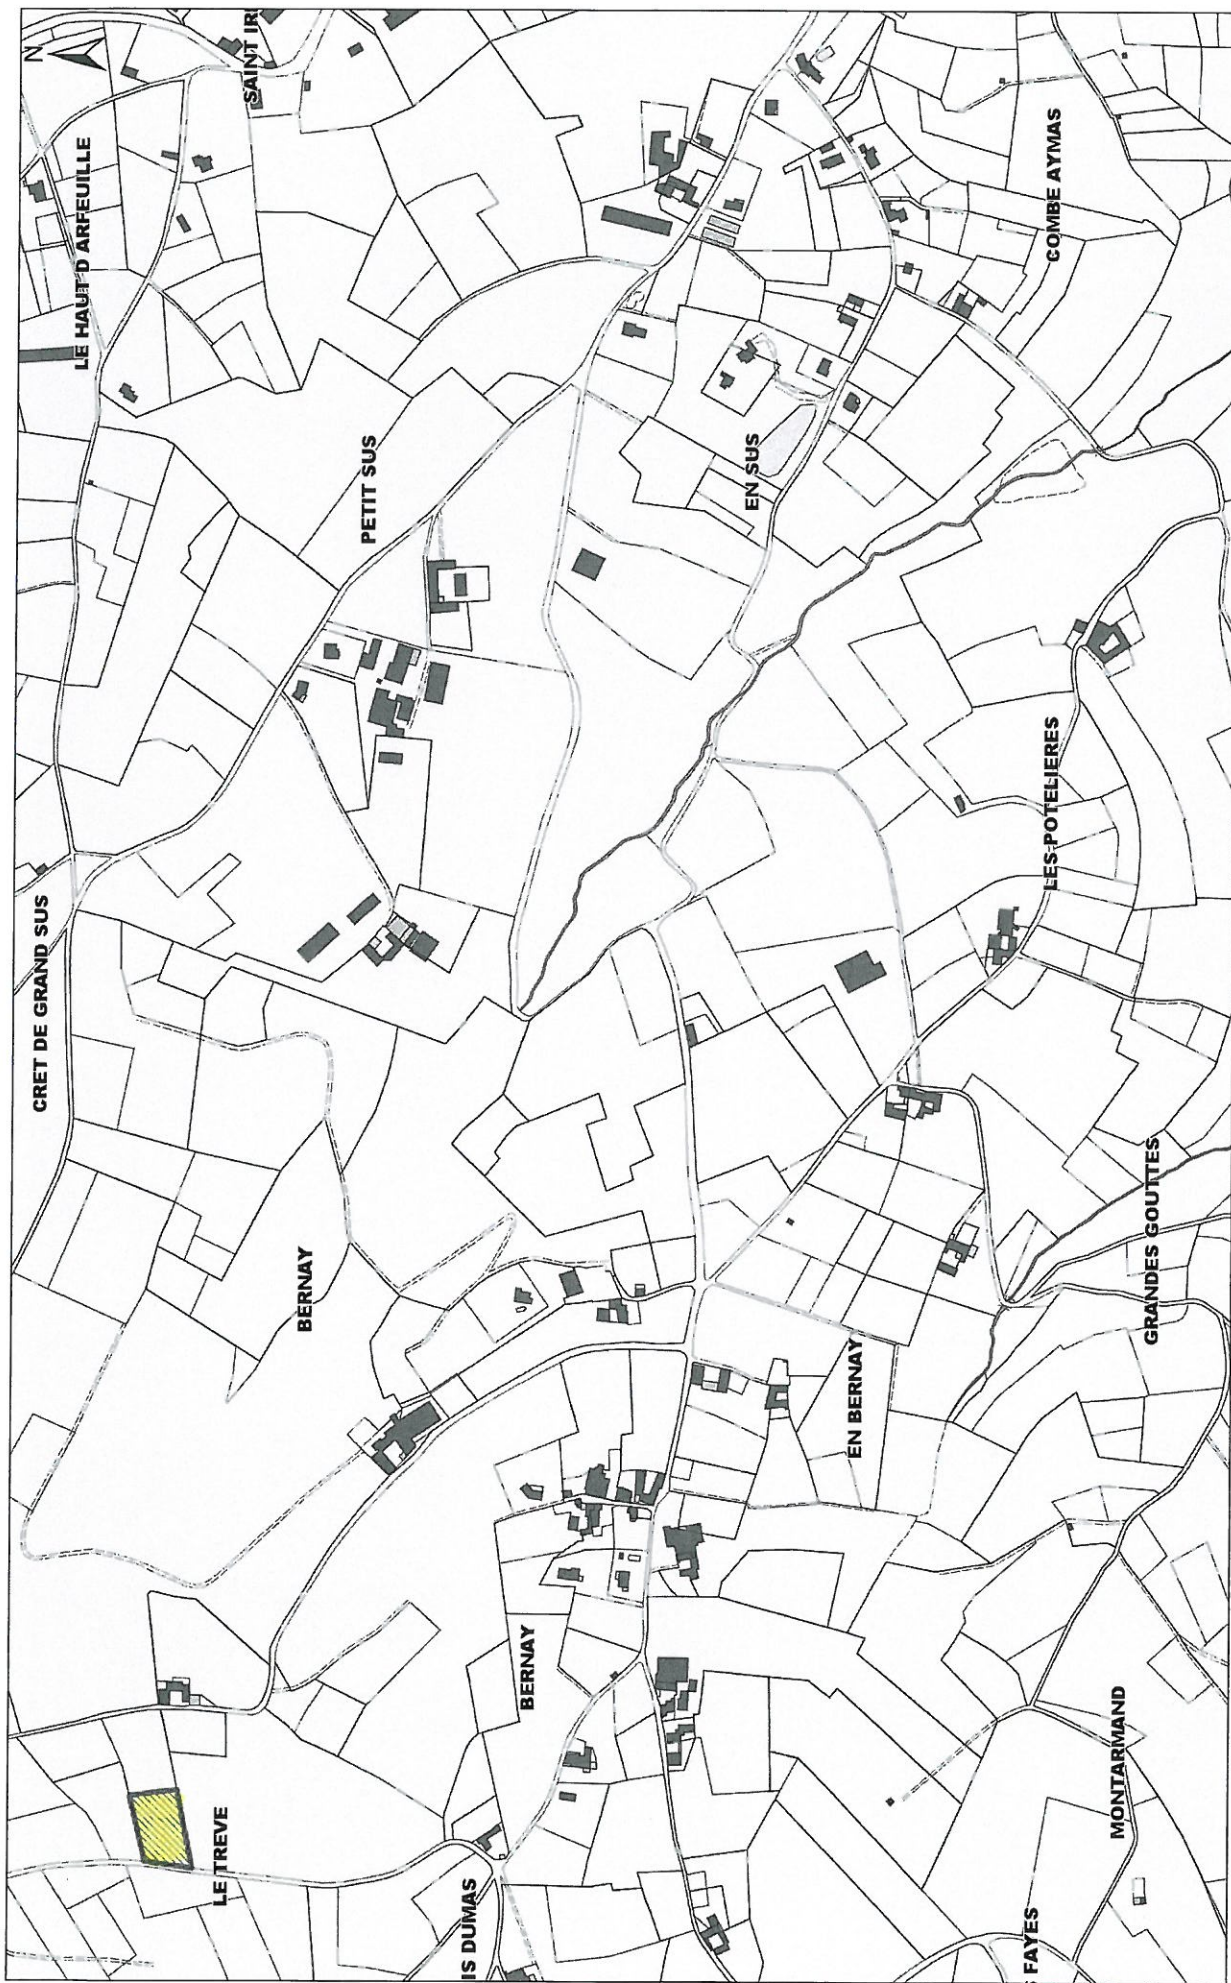 N
SAINT IR
LE HAUT D ARFEUILLE
COMBE AYMAS
PETIT SUS
EN SUS
CRET DE GRAND SUS
LES POTELIERES
BERNAY
GRANDES GOUTTES
EN BERNAY
BERNAY
LE TREVE
MONTARMAND
IS DUMAS
FAYES